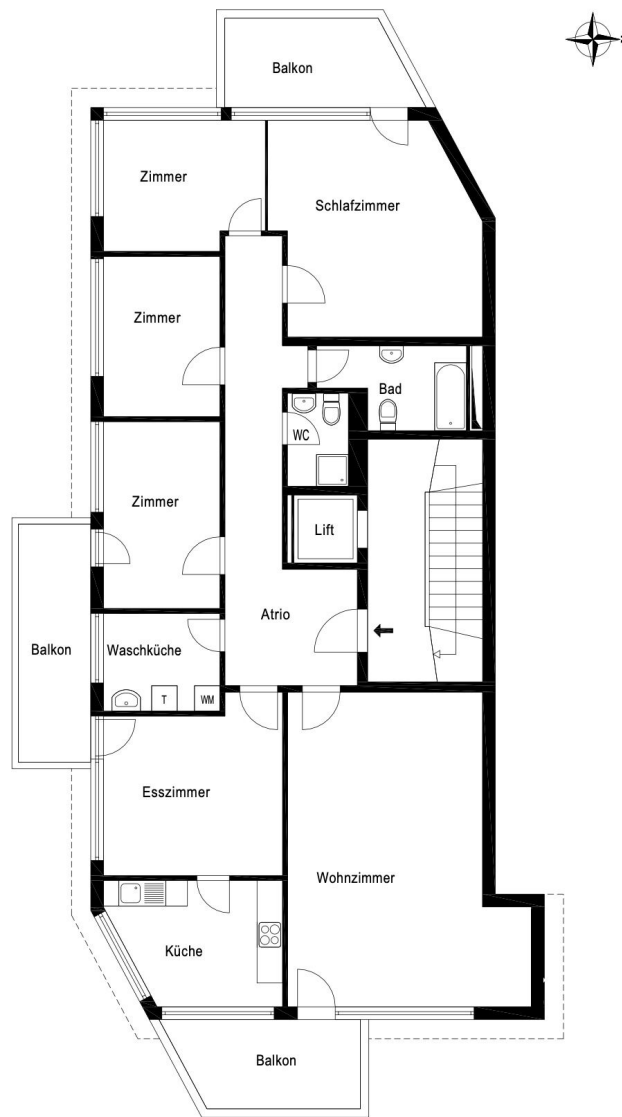 Balkon
Zimmer
Schlafzimmer
Zimmer
Bad
WC
Zimmer
Lift
Atrio
Balkon
Waschküche
T
WM
Esszimmer
Wohnzimmer
Küche
Balkon